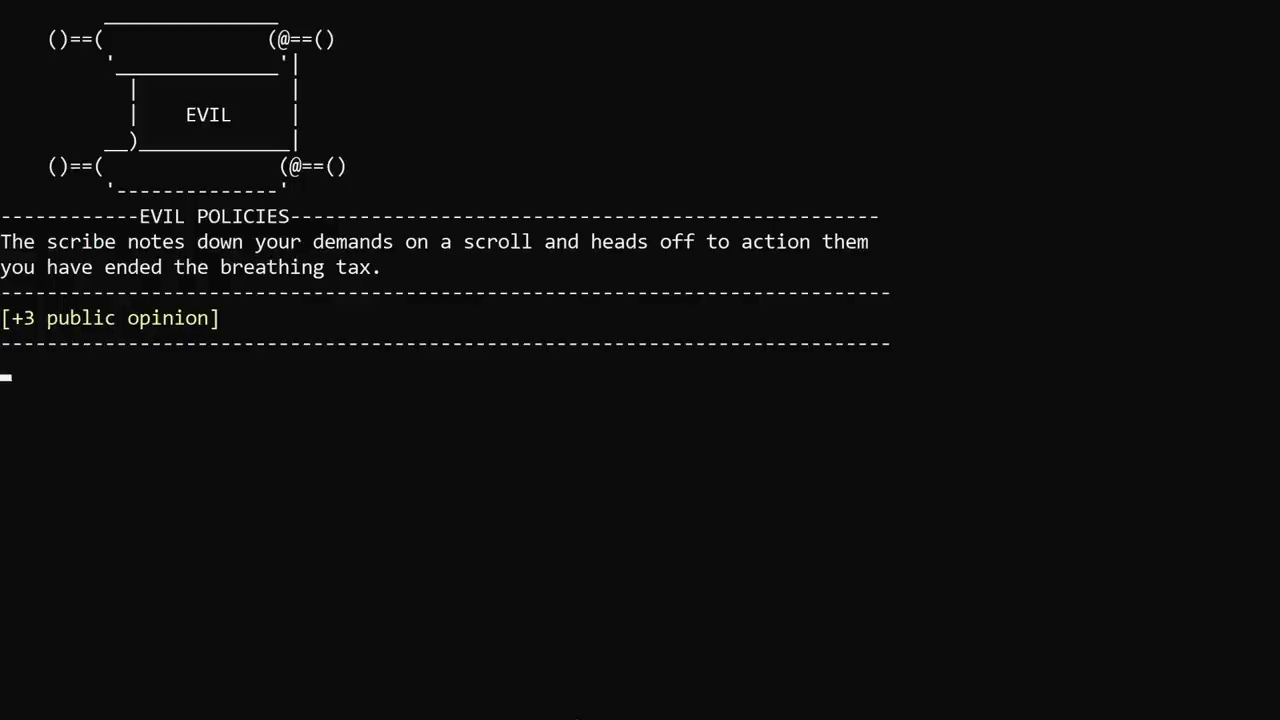 ()==(              (@==()
EVIL
()==(               (@==()
------------EVIL POLICIES---------------------------------------------------
The scribe notes down your demands on a scroll and heads off to action them
you have ended the breathing tax.
-----------------------------------------------------------------------------
[+3 public opinion]
-----------------------------------------------------------------------------